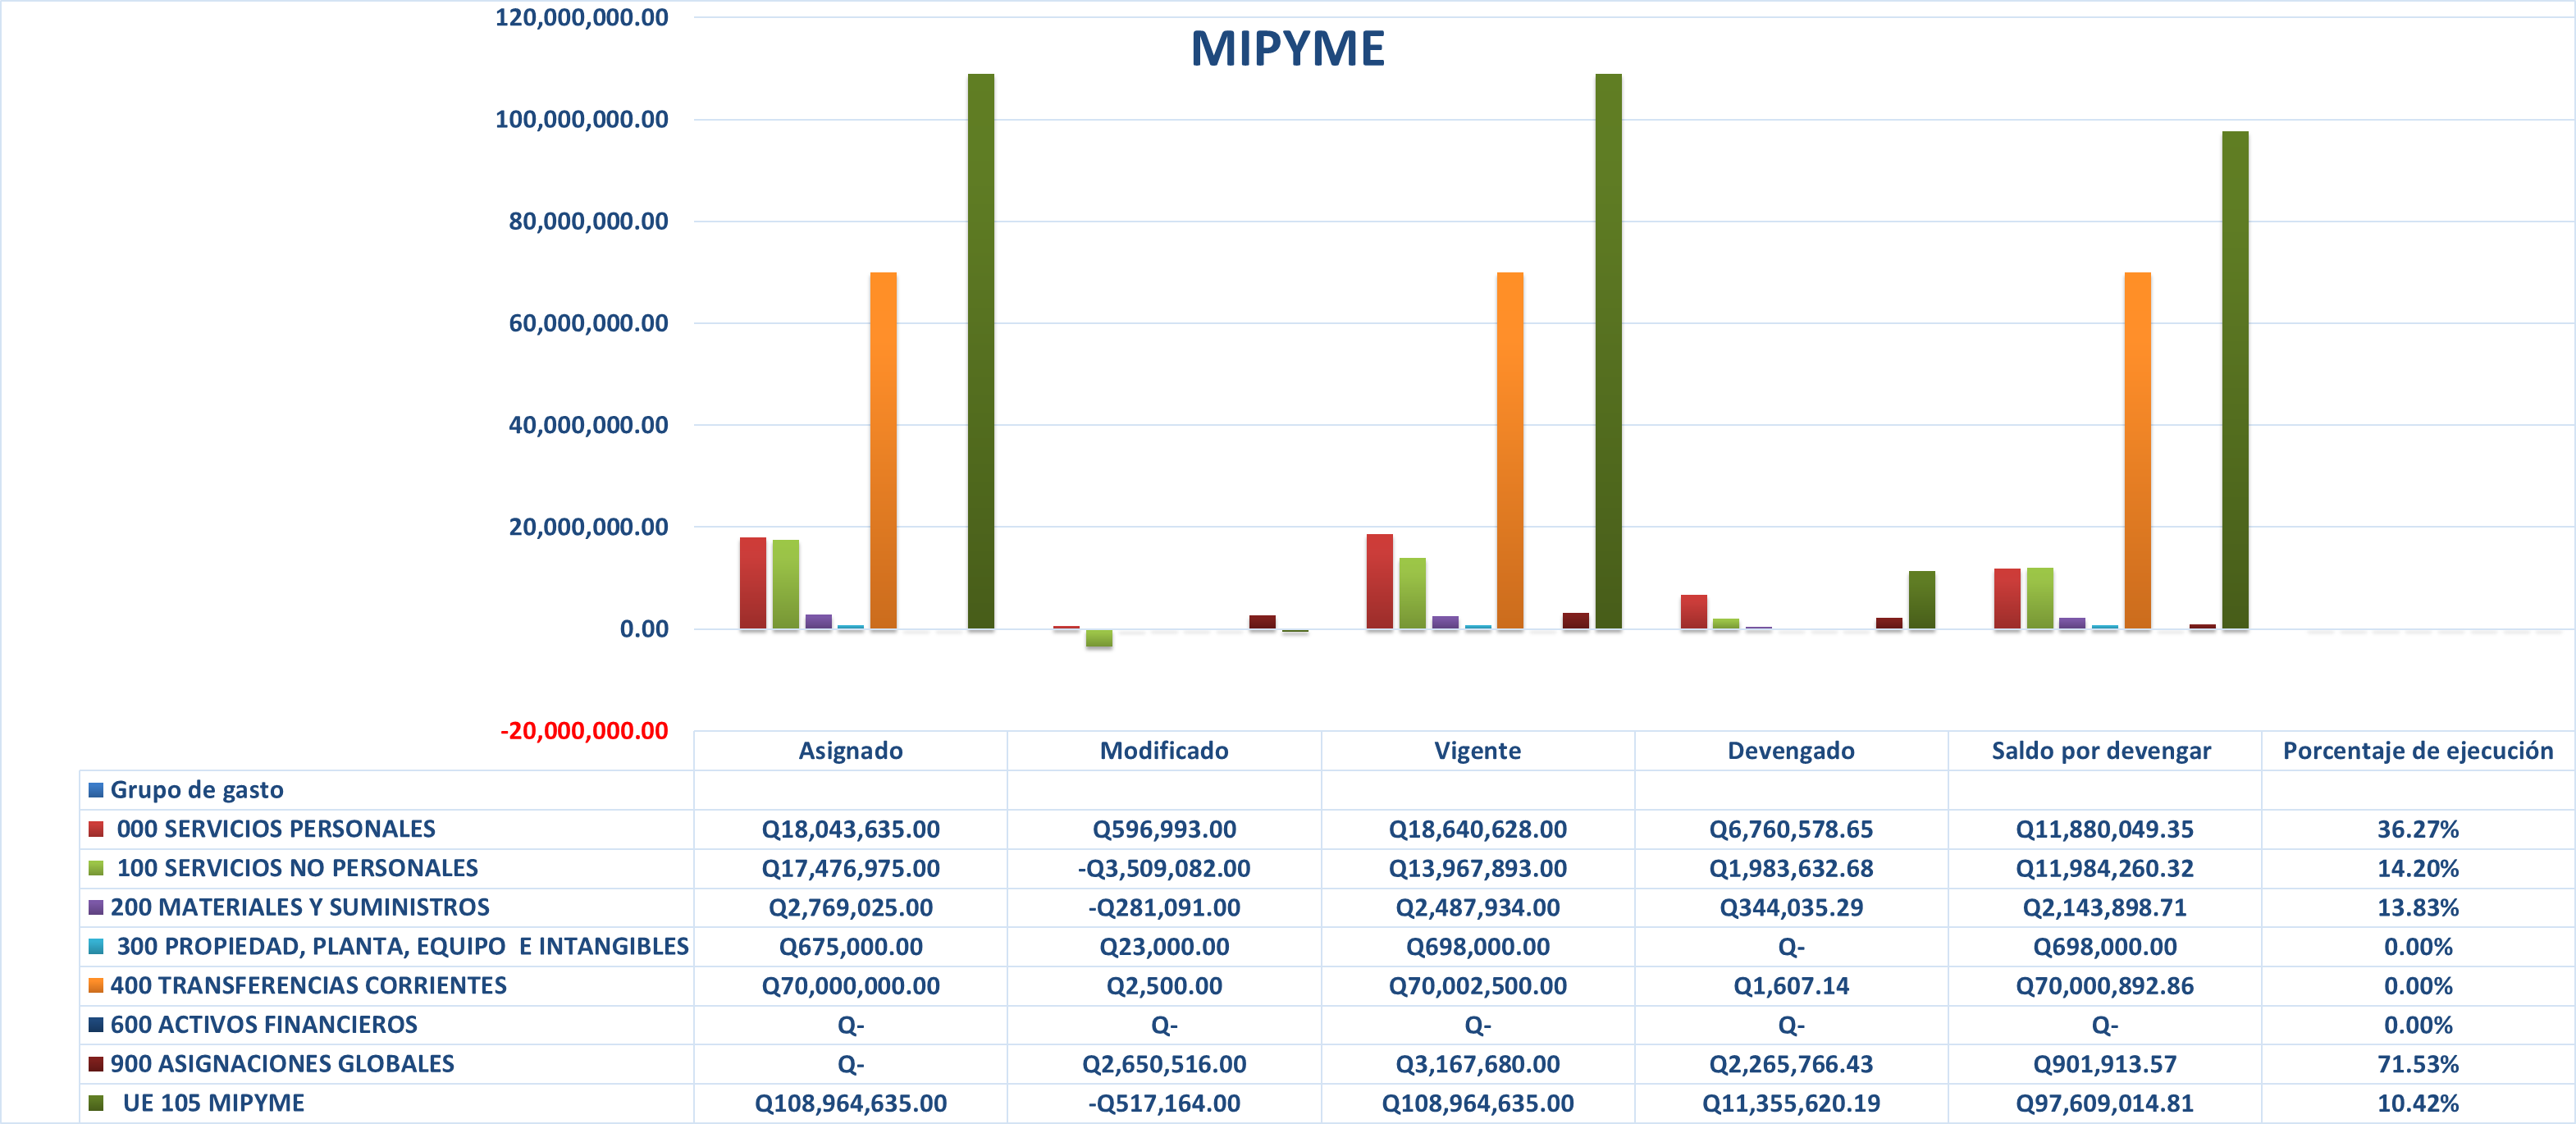 MIPYME
120,000,000.00
100,000,000.00
80,000,000.00
60,000,000.00
40,000,000.00
20,000,000.00
0.00
-20,000,000.00
Asignado Modificado Vigente Devengado Saldo por devengar Porcentaje de ejecución
Grupo de gasto
000 SERVICIOS PERSONALES Q18,043,635.00 Q596,993.00 Q18,640,628.00 Q6,760,578.65 Q11,880,049.35 36.27%
100 SERVICIOS NO PERSONALES Q17,476,975.00 -Q3,509,082.00 Q13,967,893.00 Q1,983,632.68 Q11,984,260.32 14.20%
200 MATERIALES Y SUMINISTROS Q2,769,025.00 -Q281,091.00 Q2,487,934.00 Q344,035.29 Q2,143,898.71 13.83%
300 PROPIEDAD, PLANTA, EQUIPO E INTANGIBLES Q675,000.00 Q23,000.00 Q698,000.00 Q- Q698,000.00 0.00%
400 TRANSFERENCIAS CORRIENTES Q70,000,000.00 Q2,500.00 Q70,002,500.00 Q1,607.14 Q70,000,892.86 0.00%
600 ACTIVOS FINANCIEROS Q- Q- Q- Q- Q- 0.00%
900 ASIGNACIONES GLOBALES Q- Q2,650,516.00 Q3,167,680.00 Q2,265,766.43 Q901,913.57 71.53%
UE 105 MIPYME Q108,964,635.00 -Q517,164.00 Q108,964,635.00 Q11,355,620.19 Q97,609,014.81 10.42%